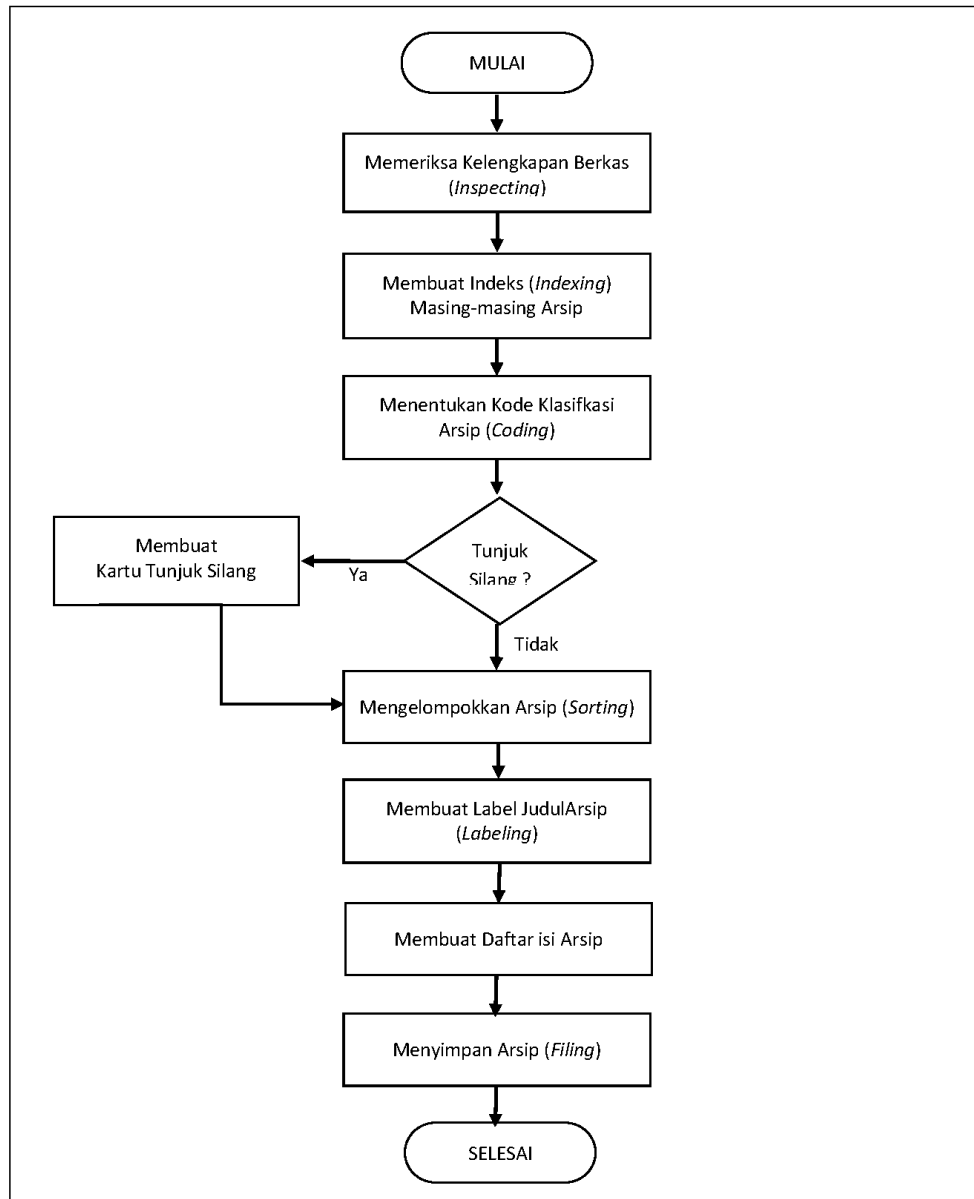 MULAI
Memeriksa Kelengkapan Berkas
(Inspecting)
Membuat Indeks (Indexing)
Masing-masing Arsip
Menentukan Kode Klasifkasi
Arsip (Coding)
Tunjuk
Silang ?
Ya
Membuat
Kartu Tunjuk Silang
Tidak
Mengelompokkan Arsip (Sorting)
Membuat Label JudulArsip
(Labeling)
Membuat Daftar isi Arsip
Menyimpan Arsip (Filing)
SELESAI